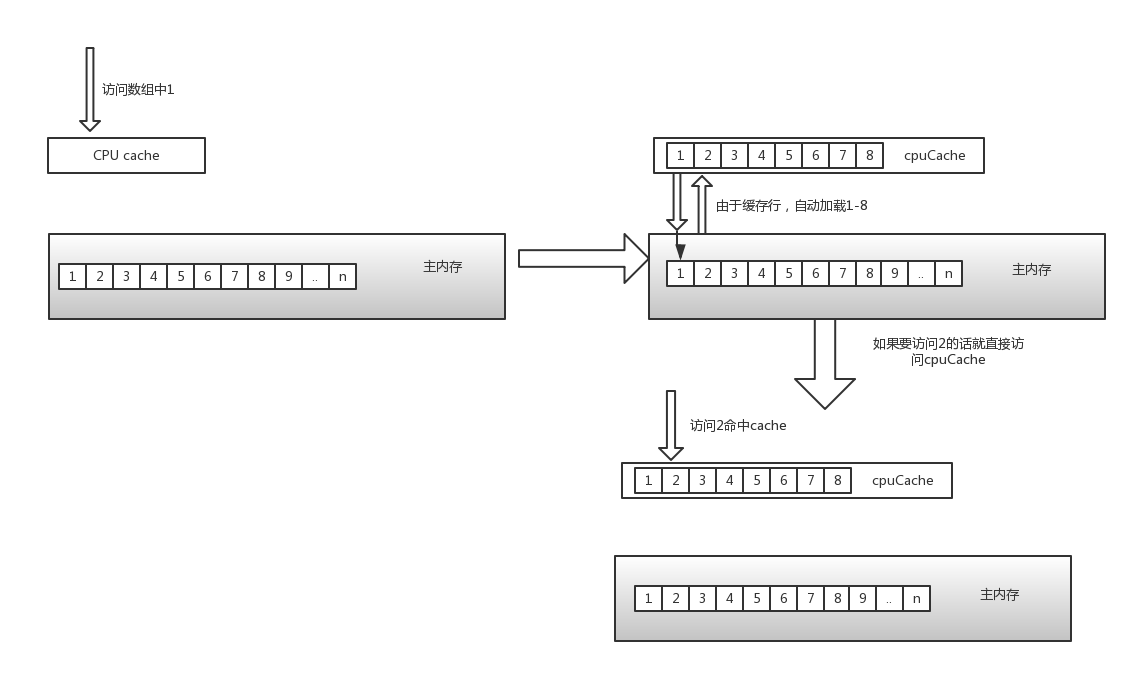 访问数组中1
CPU cache
1 2 3 4 5 6 7 8 9 .. n
主内存
1 2 3 4 5 6 7 8
cpuCache
由于缓存行，自动加载1-8
1 2 3 4 5 6 7 8 9 .. n
主内存
如果要访问2的话就直接访
问cpuCache
访问2命中cache
1 2 3 4 5 6 7 8
cpuCache
1 2 3 4 5 6 7 8 9 .. n
主内存